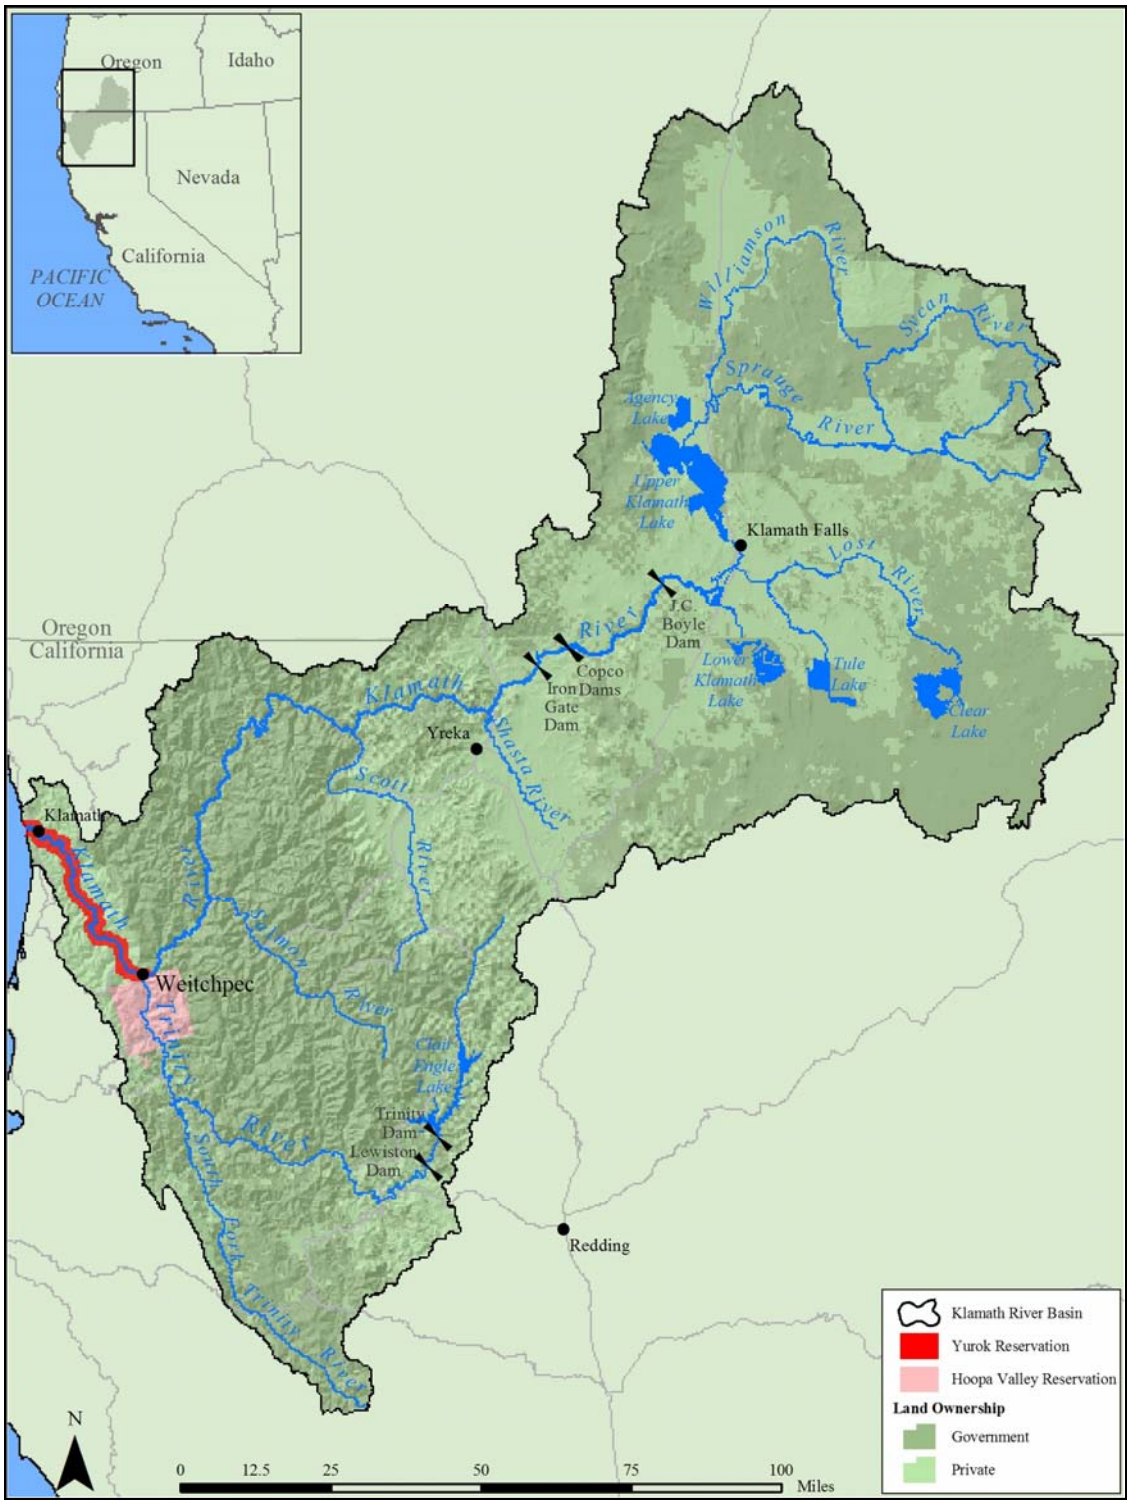 Oregon
Idaho
Nevada
California
PACIFIC
OCEAN
Williamson
River
Sycan
River
Sprauge
River
Agency
Lake
Upper
Klamath
Lake
Klamath Falls
Lost
River
J.C.
Boyle
Dam
River
Oregon
California
Copco
Dams
Iron
Gate
Dam
Lower
Klamath
Lake
Tule
Lake
Clear
Lake
Klamath
Yreka
Shasta River
Scott
River
Klamath
Klamath
River
Salmon
River
Weitchpec
Trinity
Clair
Engle
Lake
Trinity
Dam
Lewiston
Dam
River
South
Fork
Trinity
River
Redding
Klamath River Basin
Yurok Reservation
Hoopa Valley Reservation
Land Ownership
Government
Private
N
0 12.5 25 50 75 100
Miles